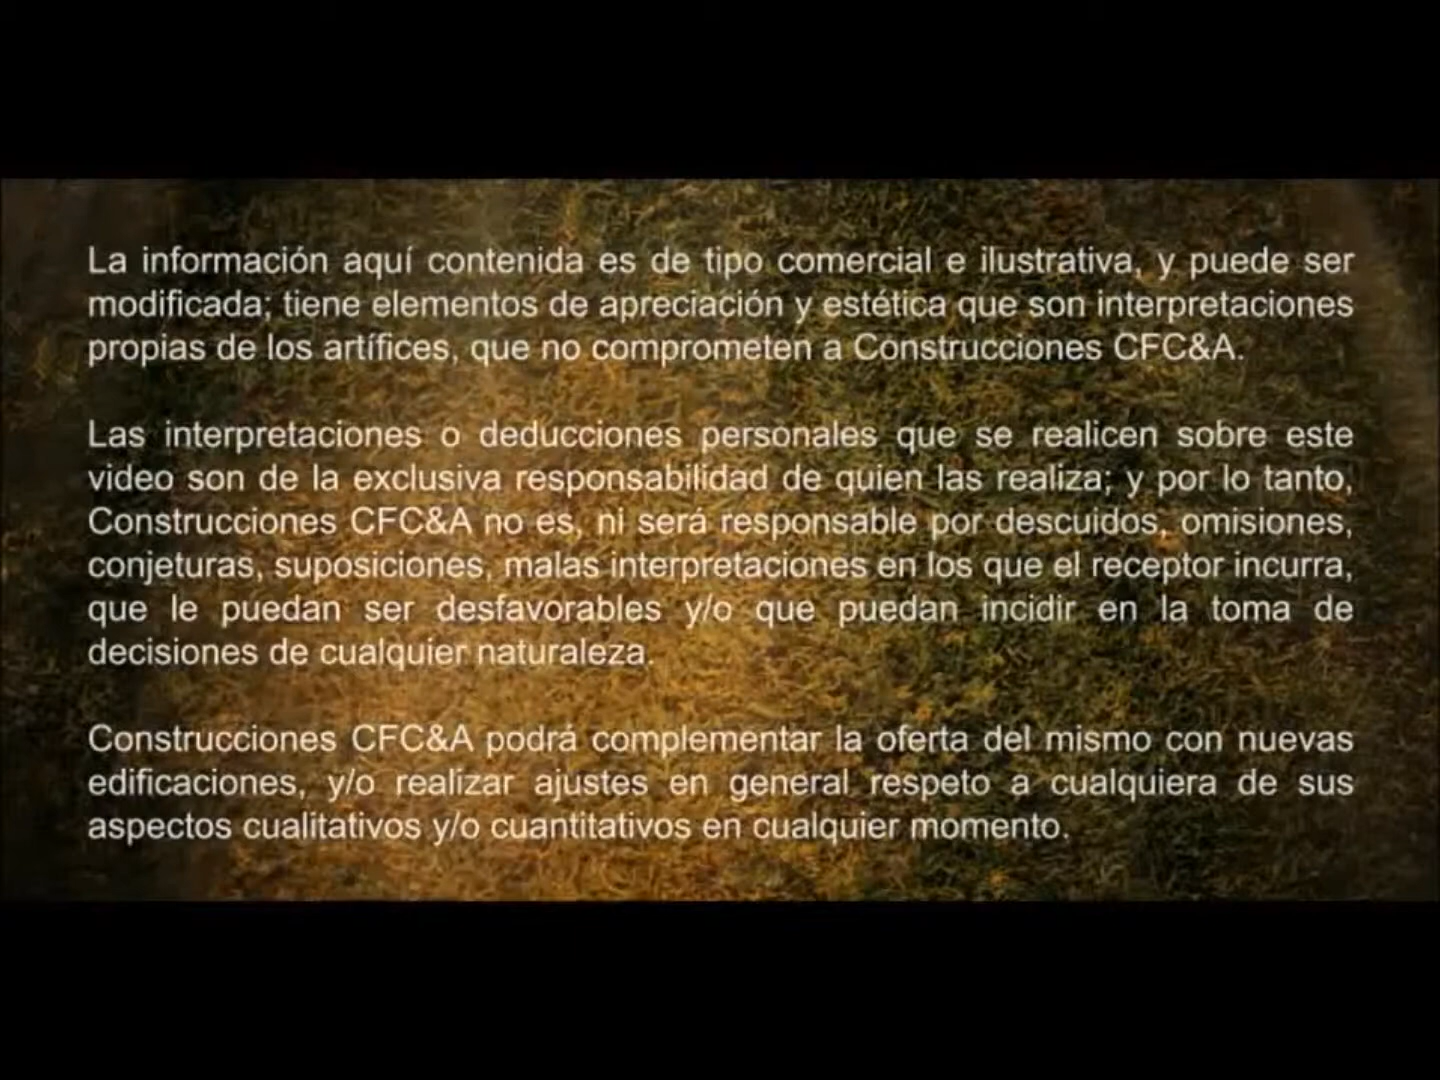 La información aquí contenida es de tipo comercial e ilustrativa, y puede ser
modificada; tiene elementos de apreciación y estética que son interpretaciones
propias de los artífices, que no comprometen a Construcciones CFC&A.
Las interpretaciones o deducciones personales que se realicen sobre este
video son de la exclusiva responsabilidad de quien las realiza; y por lo tanto,
Construcciones CFC&A no es, ni será responsable por descuidos, omisiones,
conjeturas, suposiciones, malas interpretaciones en los que el receptor incurra,
que le puedan ser desfavorables y/o que puedan incidir en la toma de
decisiones de cualquier naturaleza.
Construcciones CFC&A podrá complementar la oferta del mismo con nuevas
edificaciones, y/o realizar ajustes en general respeto a cualquiera de sus
aspectos cualitativos y/o cuantitativos en cualquier momento.